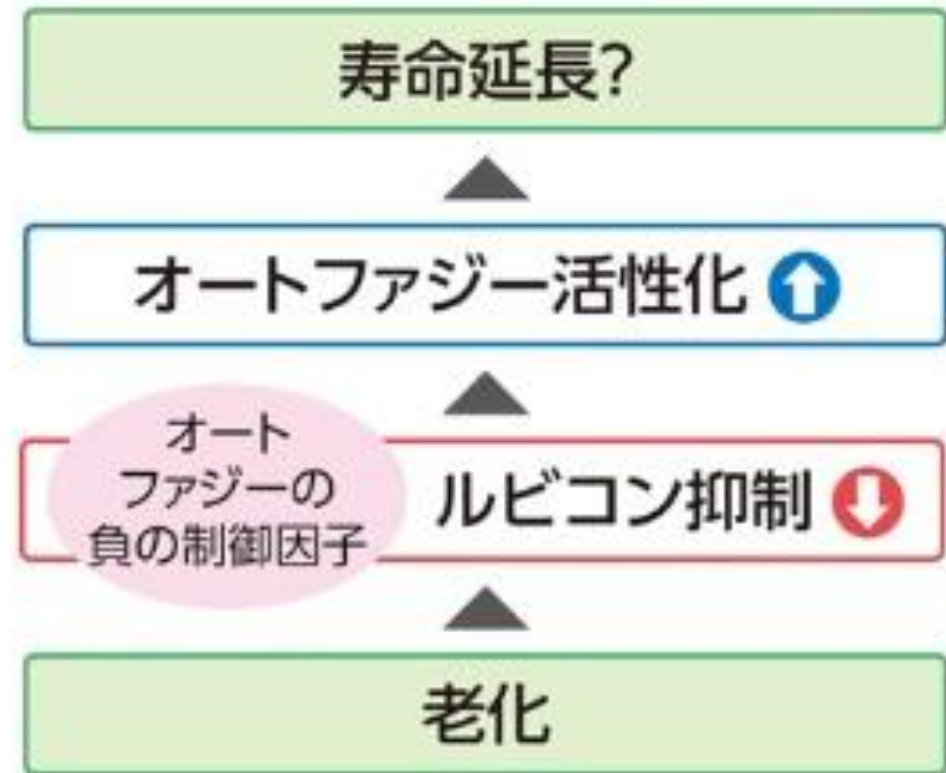 寿命延長?
オートファジー活性化
オート
ファジーの
負の制御因子
ルビコン抑制
老化